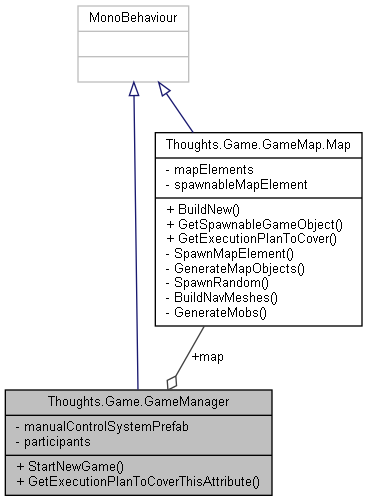 MonoBehaviour
Thoughts.Game.GameMap.Map
- mapElements
- spawnableMapElement
+ BuildNew()
+ GetSpawnableGameObject()
+ GetExecutionPlanToCover()
- SpawnMapElement()
- GenerateMapObjects()
- SpawnRandom()
- BuildNavMeshes()
- GenerateMobs()
+map
Thoughts.Game.GameManager
- manualControlSystemPrefab
- participants
+ StartNewGame()
+ GetExecutionPlanToCoverThisAttribute()